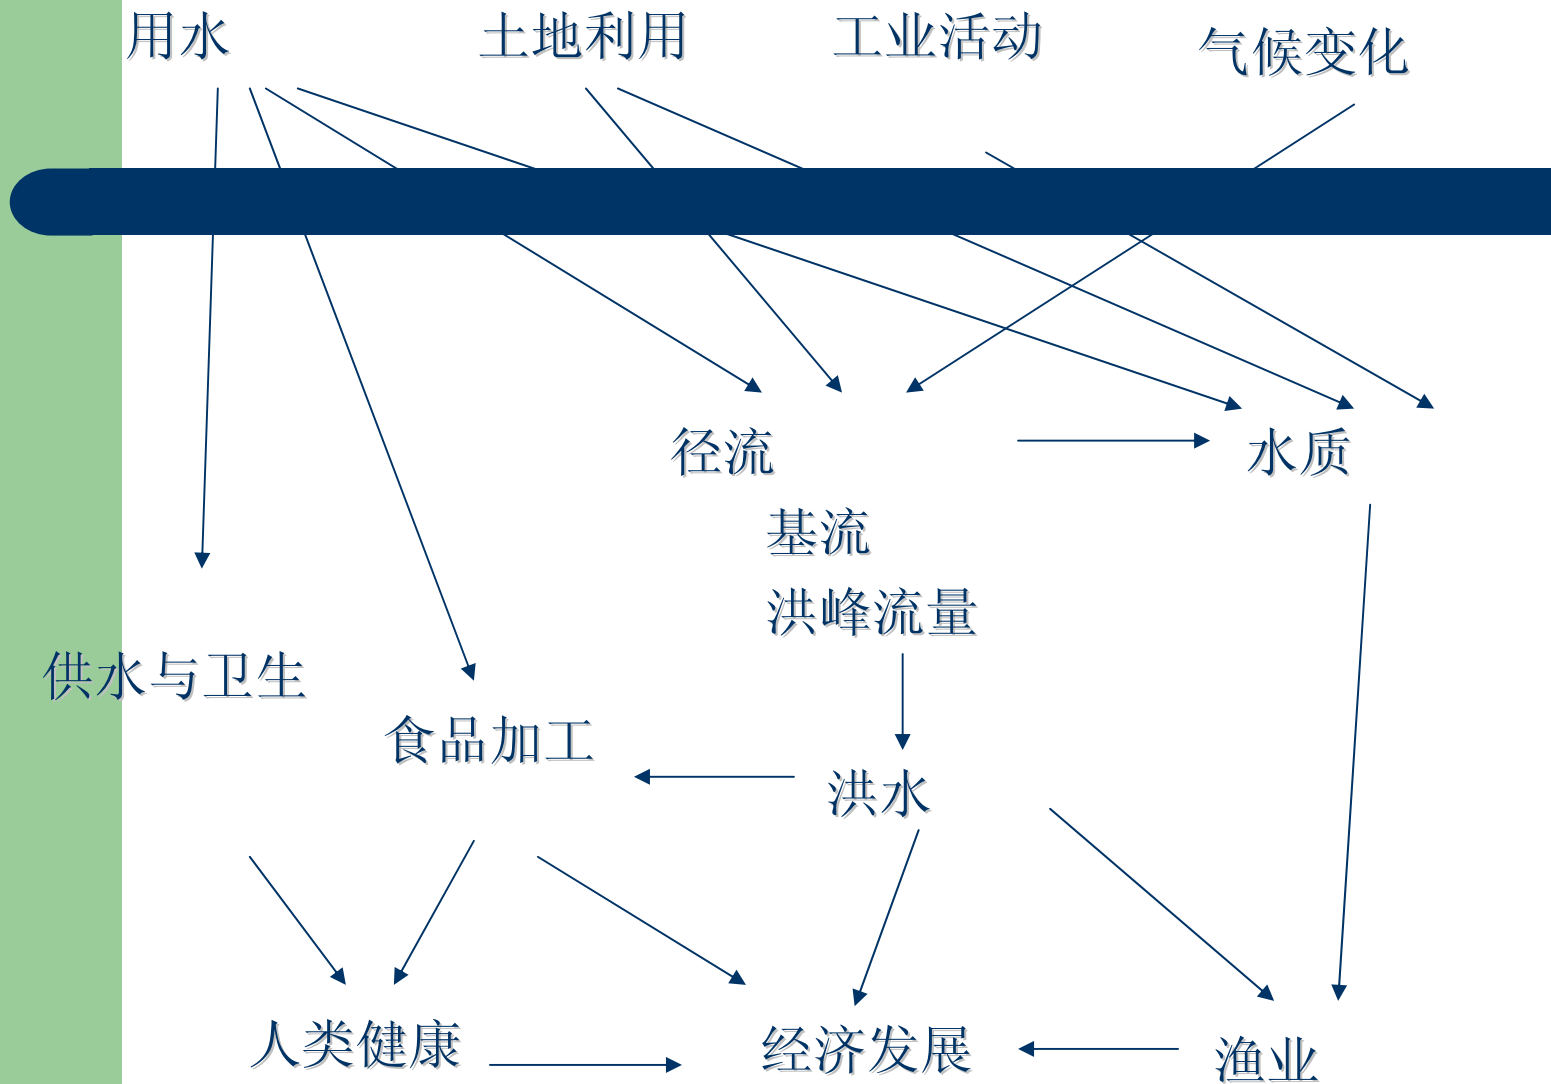 用水
土地利用
工业活动
气候变化
径流
水质
基流
洪峰流量
供水与卫生
食品加工
洪水
人类健康
经济发展
渔业